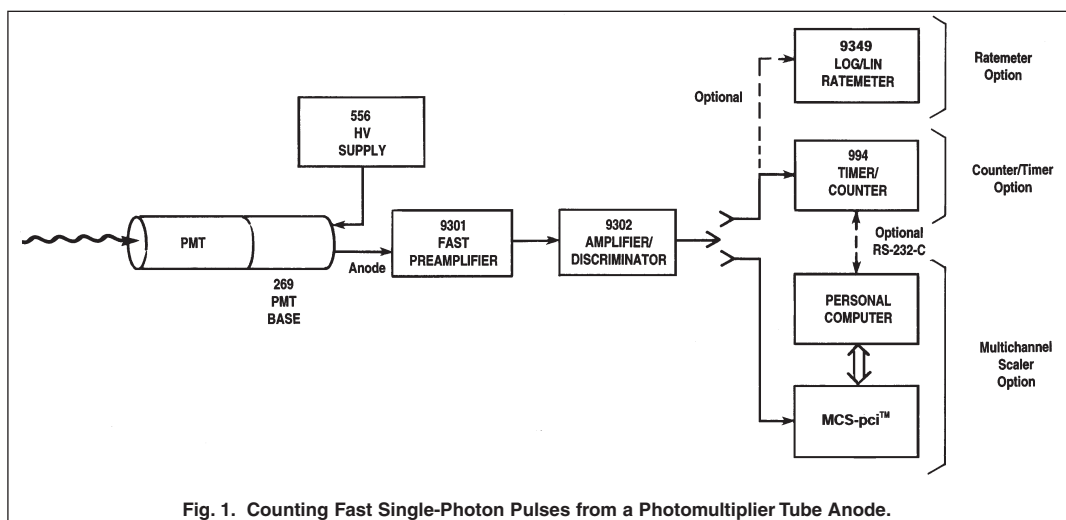 9349
LOG/LIN
RATEMETER
Ratemeter
Option
Optional
556
HV
SUPPLY
994
TIMER/
COUNTER
Counter/Timer
Option
PMT
9301
FAST
PREAMPLIFIER
9302
AMPLIFIER/
DISCRIMINATOR
Anode
269
PMT
BASE
Optional
RS-232-C
PERSONAL
COMPUTER
Multichannel
Scaler
Option
MCS-pci™
Fig. 1. Counting Fast Single-Photon Pulses from a Photomultiplier Tube Anode.